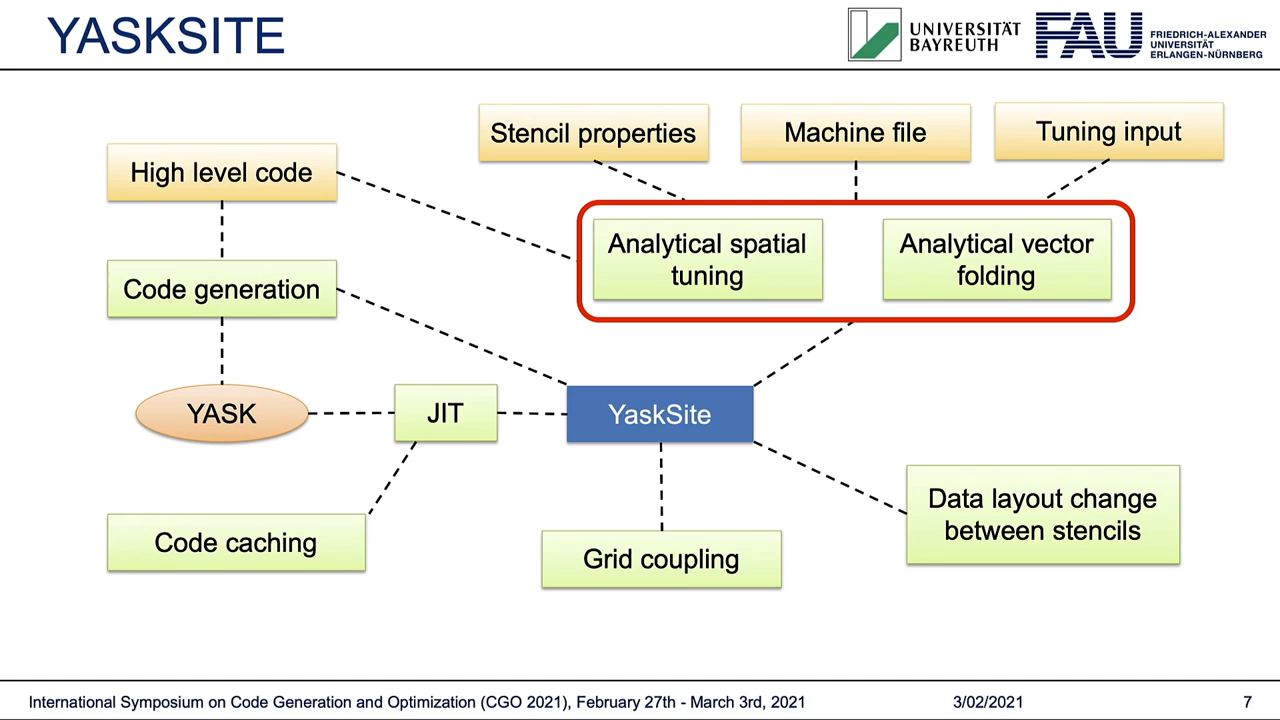 YASKSITE
UNIVERSITÄT
BAYREUTH
FAU
FRIEDRICH-ALEXANDER
UNIVERSITÄT
ERLANGEN-NÜRNBERG
Stencil properties
Machine file
Tuning input
High level code
Analytical spatial
tuning
Analytical vector
folding
Code generation
YASK
JIT
YaskSite
Data layout change
between stencils
Code caching
Grid coupling
International Symposium on Code Generation and Optimization (CGO 2021), February 27th - March 3rd, 2021
3/02/2021
7